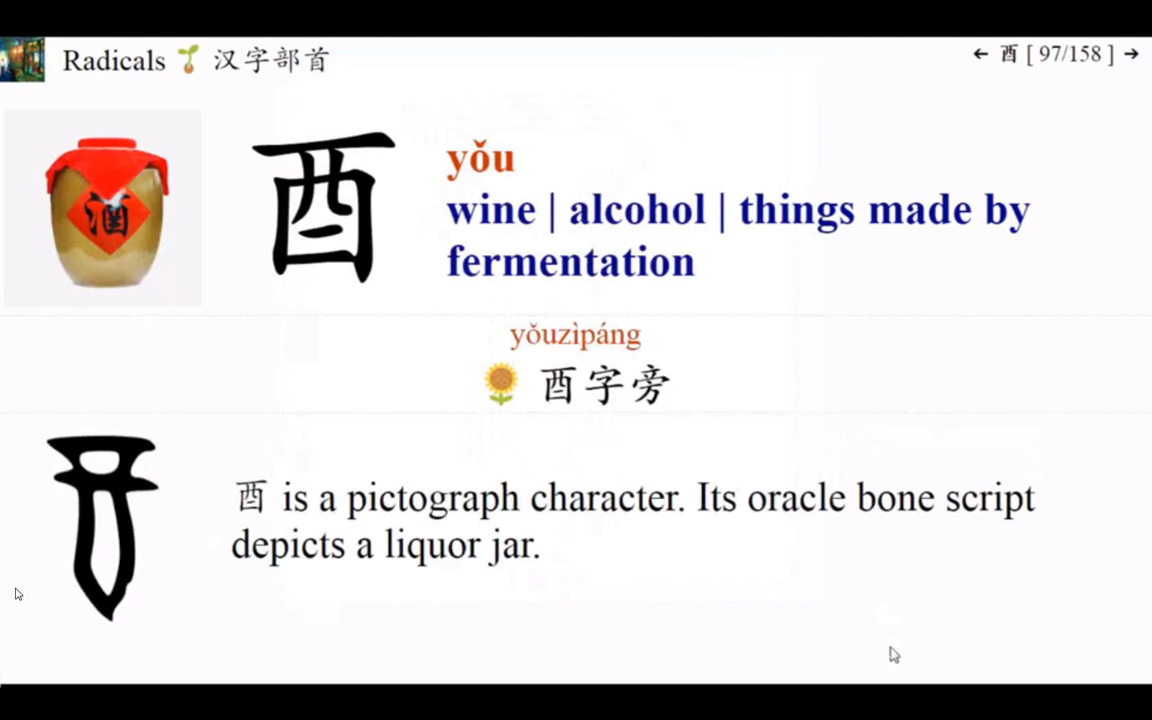 Radicals 🌱 汉字部首
← 酉 [ 97/158 ] →
酒
酉
yǒu
wine | alcohol | things made by
fermentation
yǒuzìpáng
🌻 酉字旁
酉 is a pictograph character. Its oracle bone script
depicts a liquor jar.